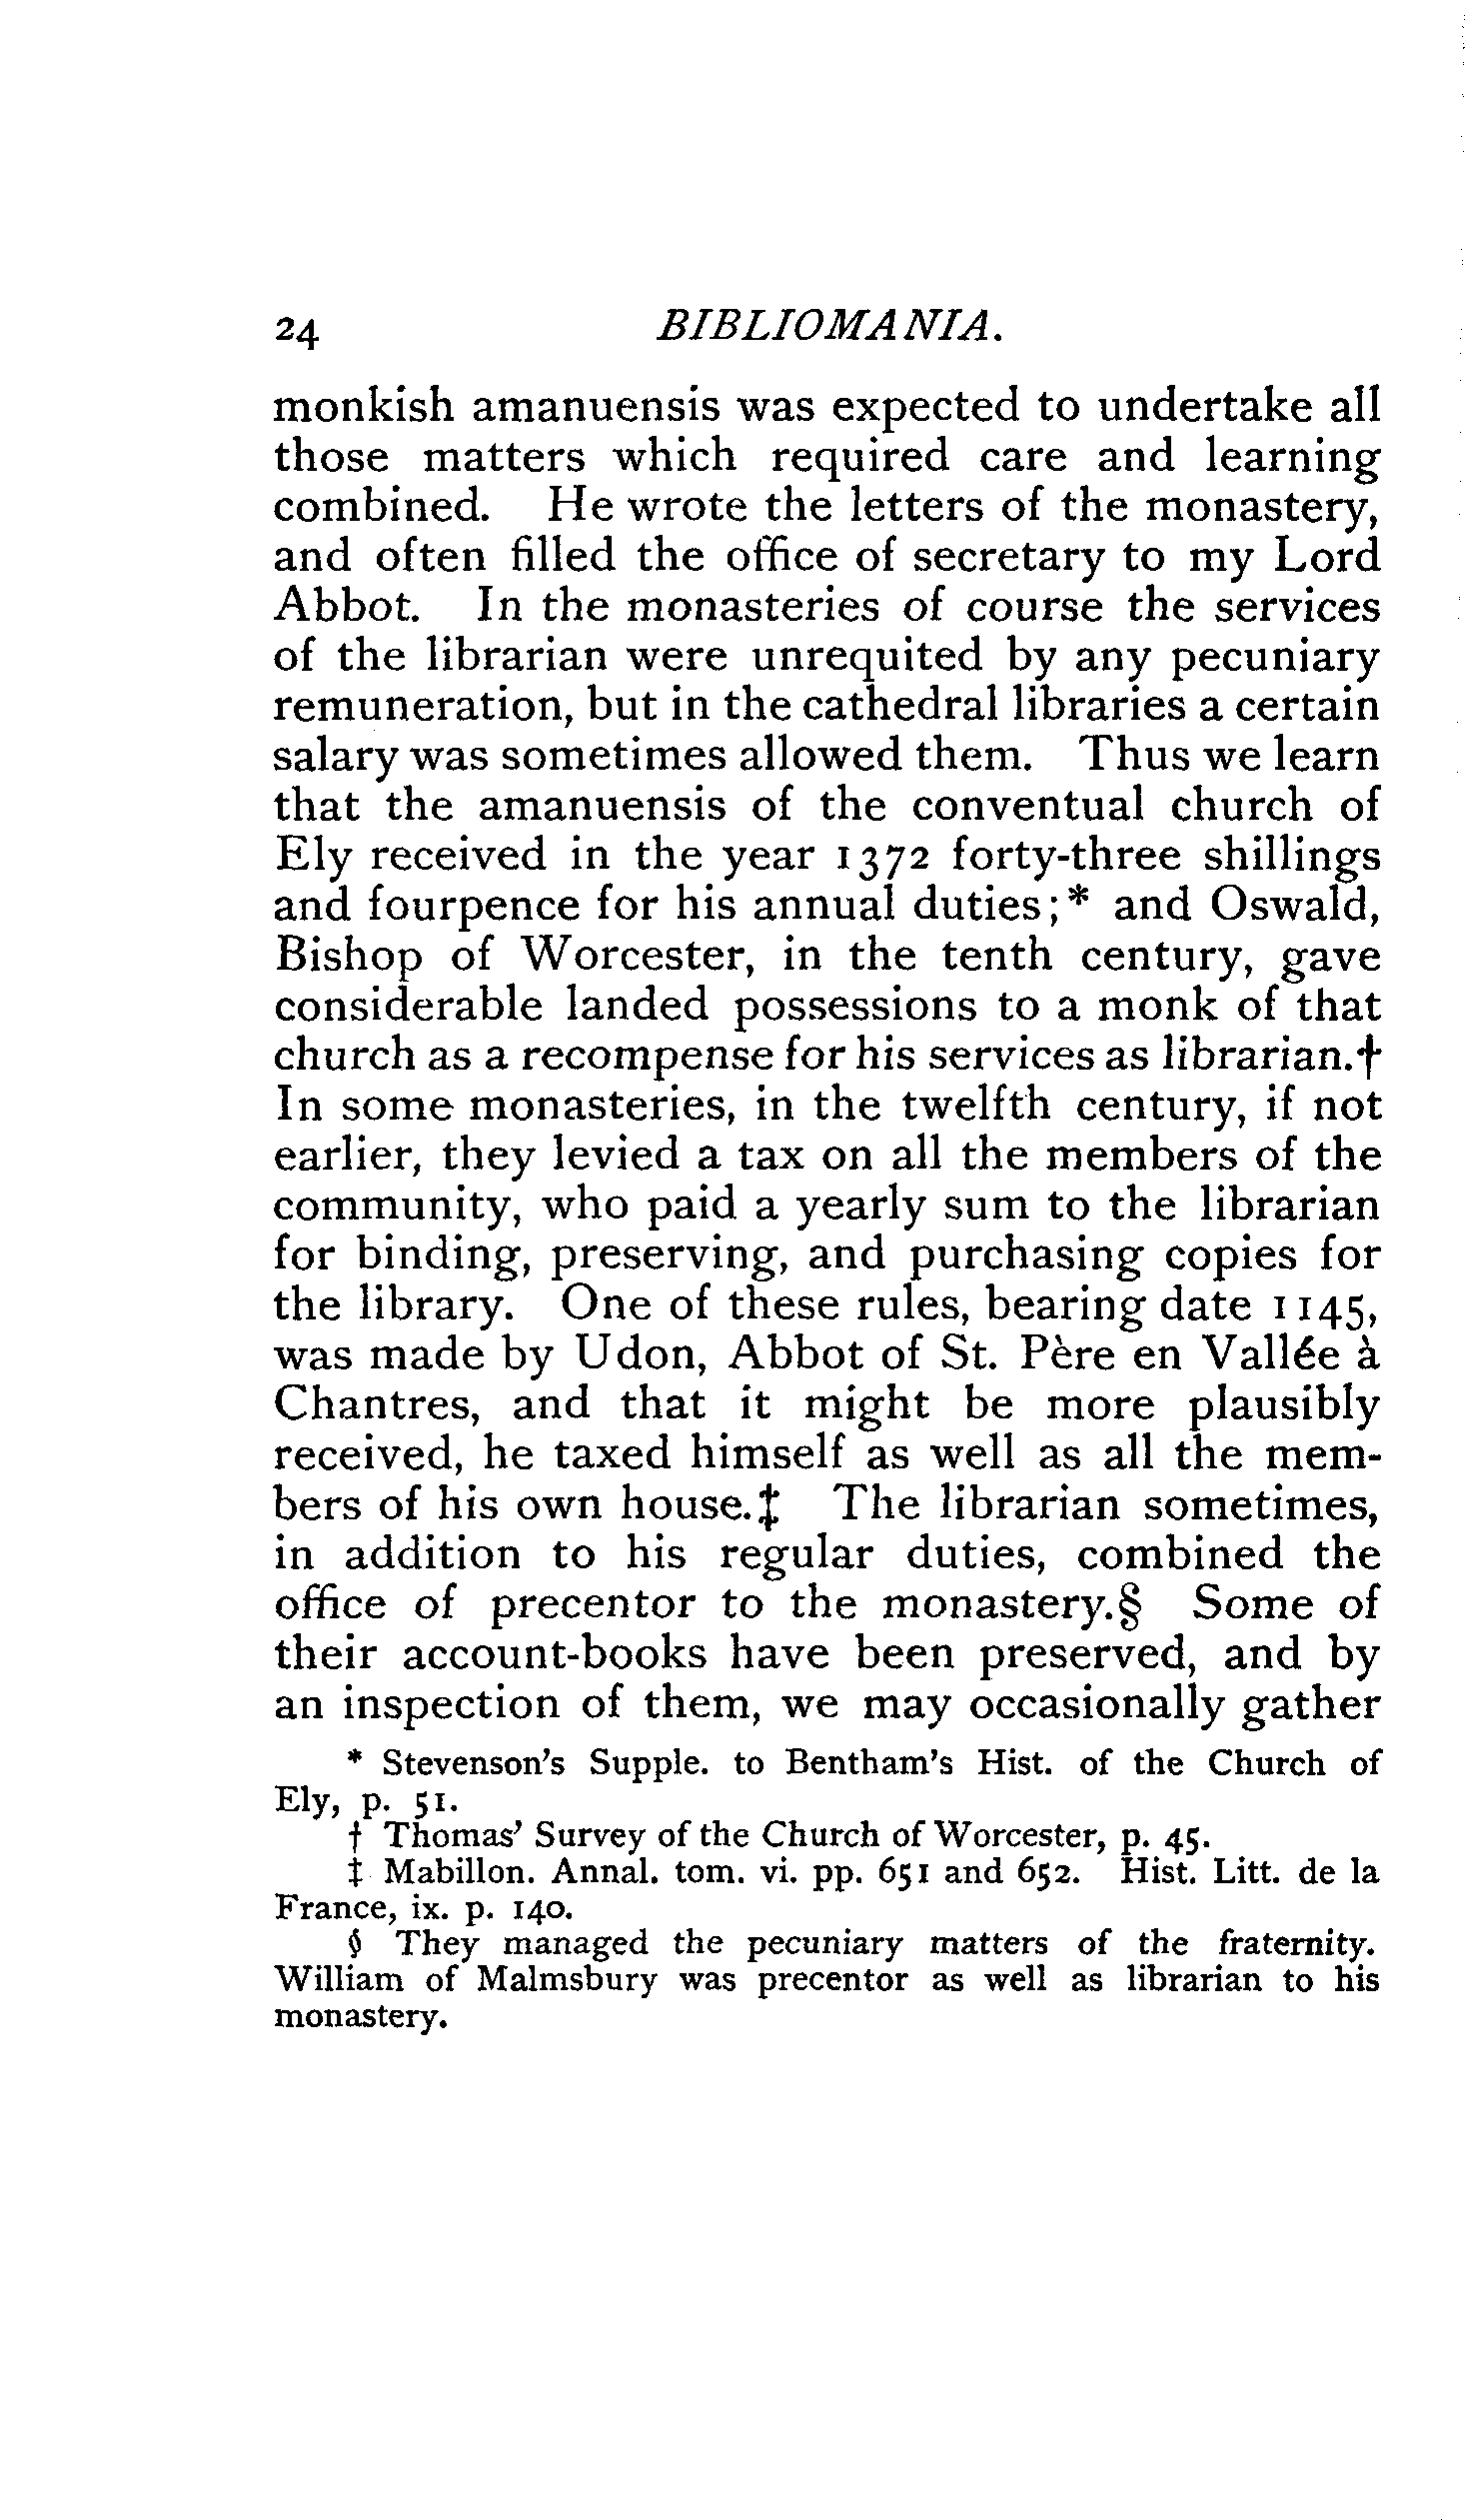 24 BIBLIOMANIA.
monkish amanuensis was expected to undertake all
those matters which required care and learning
combined. He wrote the letters of the monastery,
and often filled the office of secretary to my Lord
Abbot. In the monasteries of course the services
of the librarian were unrequited by any pecuniary
remuneration, but in the cathedral libraries a certain
salary was sometimes allowed them. Thus we learn
that the amanuensis of the conventual church of
Ely received in the year 1372 forty-three shillings
and fourpence for his annual duties;* and Oswald,
Bishop of Worcester, in the tenth century, gave
considerable landed possessions to a monk of that
church as a recompense for his services as librarian.†
In some monasteries, in the twelfth century, if not
earlier, they levied a tax on all the members of the
community, who paid a yearly sum to the librarian
for binding, preserving, and purchasing copies for
the library. One of these rules, bearing date 1145,
was made by Udon, Abbot of St. Père en Vallée à
Chantres, and that it might be more plausibly
received, he taxed himself as well as all the mem-
bers of his own house.‡ The librarian sometimes,
in addition to his regular duties, combined the
office of precentor to the monastery.§ Some of
their account-books have been preserved, and by
an inspection of them, we may occasionally gather
* Stevenson's Supple. to Bentham's Hist. of the Church of
Ely, p. 51.
† Thomas' Survey of the Church of Worcester, p. 45.
‡ Mabillon. Annal. tom. vi. pp. 651 and 652. Hist. Litt. de la
France, ix. p. 140.
§ They managed the pecuniary matters of the fraternity.
William of Malmsbury was precentor as well as librarian to his
monastery.